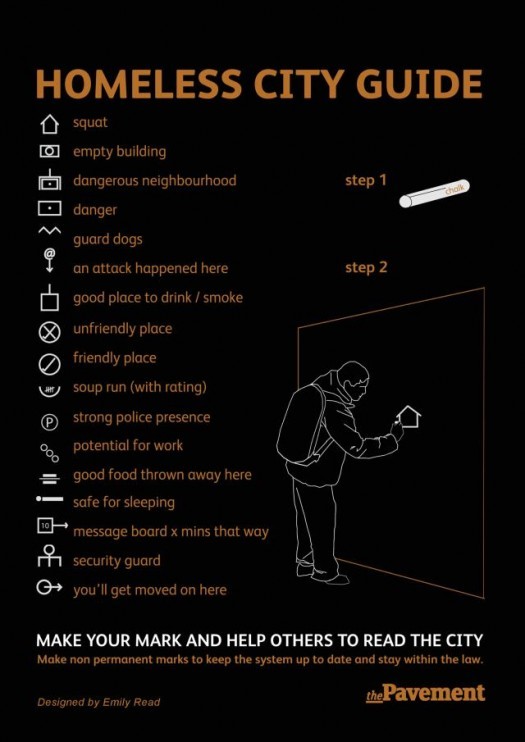 HOMELESS CITY GUIDE
squat
empty building
dangerous neighbourhood
danger
guard dogs
@
an attack happened here
good place to drink / smoke
unfriendly place
friendly place
soup run (with rating)
P
strong police presence
potential for work
good food thrown away here
safe for sleeping
10
message board x mins that way
security guard
you'll get moved on here
step 1
chalk
step 2
MAKE YOUR MARK AND HELP OTHERS TO READ THE CITY
Make non permanent marks to keep the system up to date and stay within the law.
Designed by Emily Read
thePavement